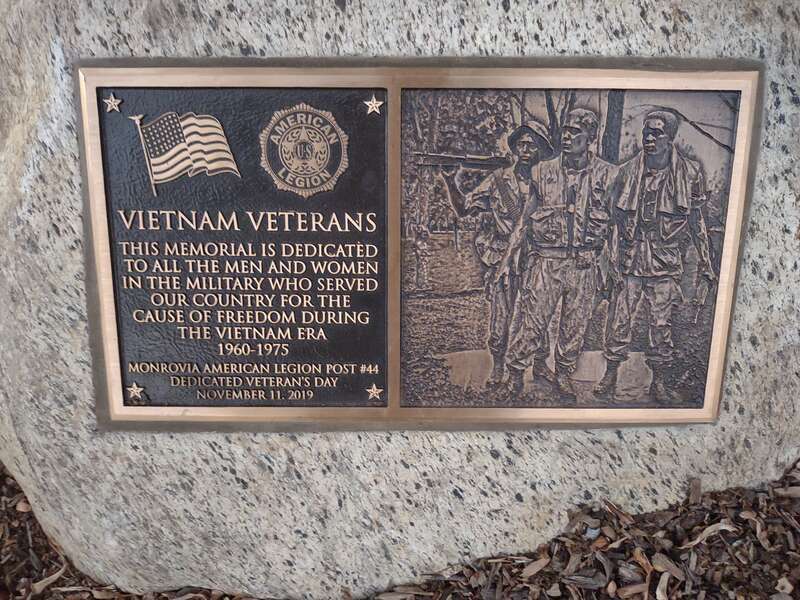 AMERICAN
U.S
LEGION
VIETNAM VETERANS
THIS MEMORIAL IS DEDICATED
TO ALL THE MEN AND WOMEN
IN THE MILITARY WHO SERVED
OUR COUNTRY FOR THE
CAUSE OF FREEDOM DURING
THE VIETNAM ERA
1960-1975
MONROVIA AMERICAN LEGION POST #44
DEDICATED VETERAN'S DAY
NOVEMBER 11, 2019